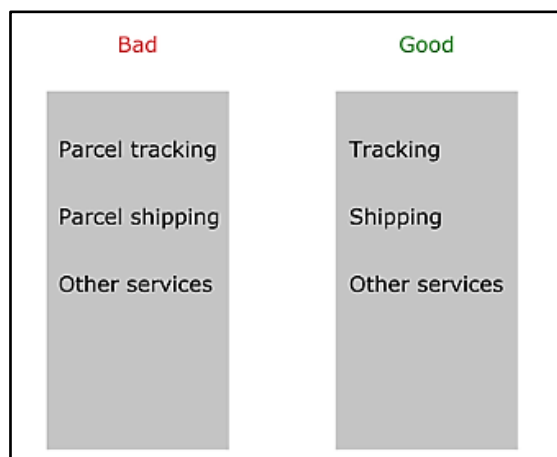 Bad
Good
Parcel tracking
Parcel shipping
Other services
Tracking
Shipping
Other services